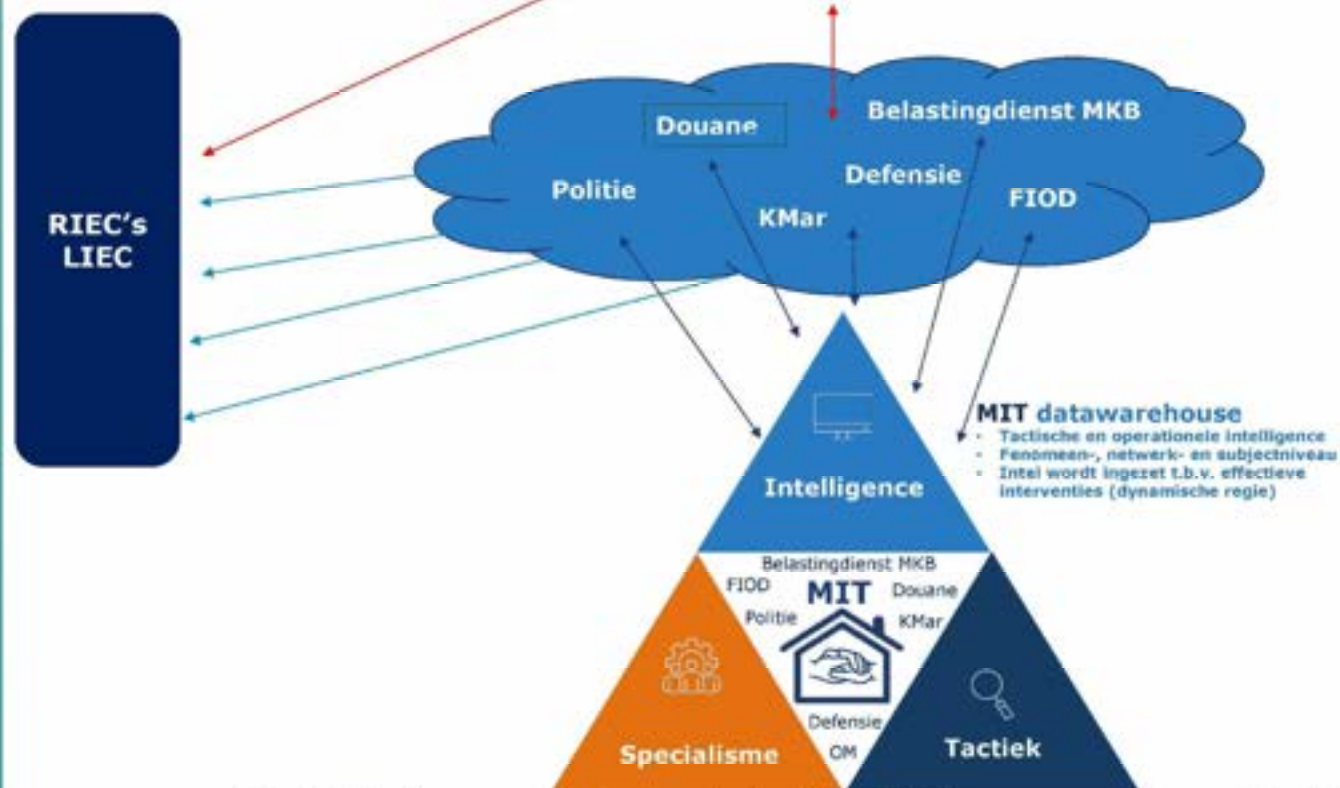 RIEC's
LIEC
Douane
Belastingdienst MKB
Politie
Defensie
KMar
FIOD
MIT datawarehouse
- Tactische en operationele intelligence
- Fenomeen-, netwerk- en subjectniveau
- Intel wordt ingezet t.b.v. effectieve
interventies (dynamische regie)
Intelligence
Belastingdienst MKB
FIOD
MIT
Douane
Politie
KMar
Defensie
OM
Specialisme
Tactiek